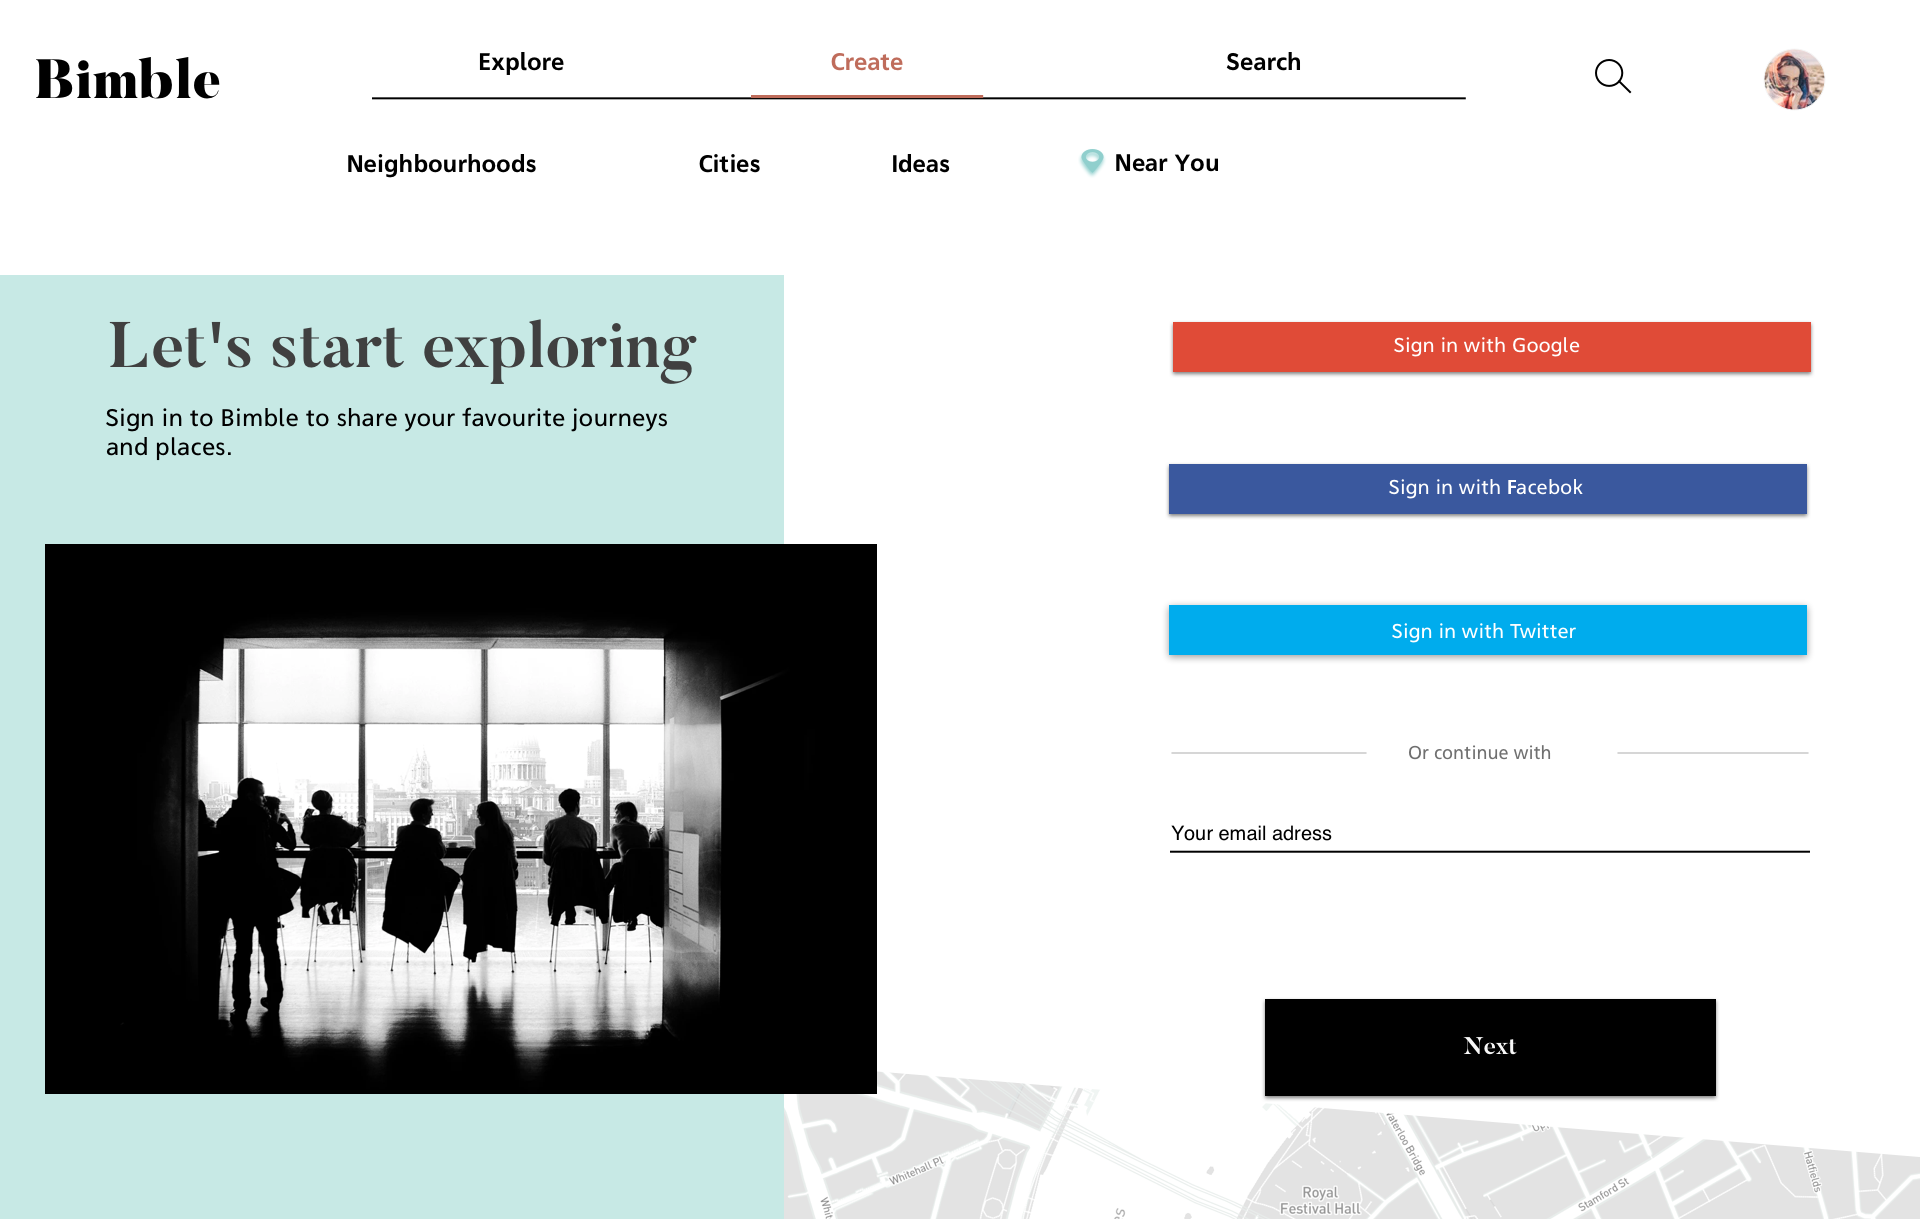 Bimble
Explore
Create
Search
Neighbourhoods
Cities
Ideas
Near You
Let's start exploring
Sign in to Bimble to share your favourite journeys
and places.
Sign in with Google
Sign in with Facebok
Sign in with Twitter
Or continue with
Your email adress
Next
Whitehall Pl
Whit
Waterloo Bridge
Royal
Festival Hall
Stamford St
Hatfields